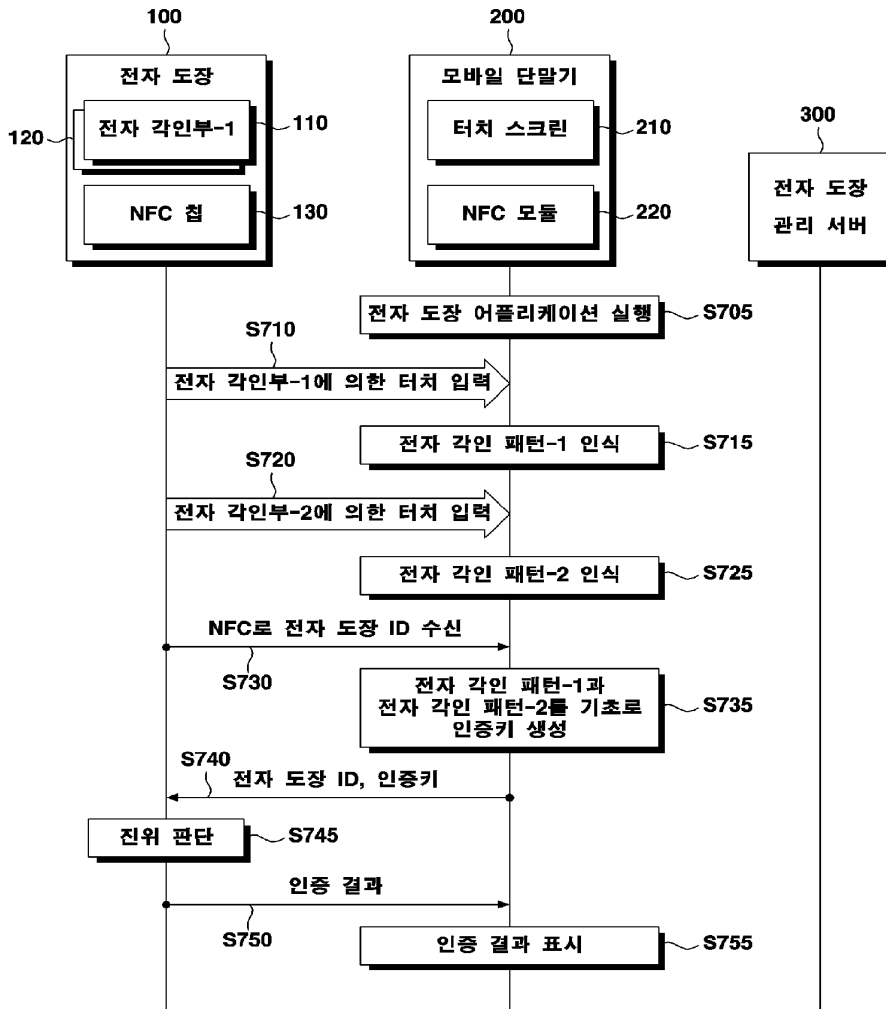 100
200
전자 도장
모바일 단말기
120
전자 각인부-1
110
터치 스크린
210
300
NFC 칩
130
NFC 모듈
220
전자 도장
관리 서버
전자 도장 어플리케이션 실행
S705
S710
전자 각인부-1에 의한 터치 입력
전자 각인 패턴-1 인식
S715
S720
전자 각인부-2에 의한 터치 입력
전자 각인 패턴-2 인식
S725
NFC로 전자 도장 ID 수신
S730
전자 각인 패턴-1과
전자 각인 패턴-2를 기초로
인증키 생성
S735
S740
전자 도장 ID, 인증키
진위 판단
S745
인증 결과
S750
인증 결과 표시
S755